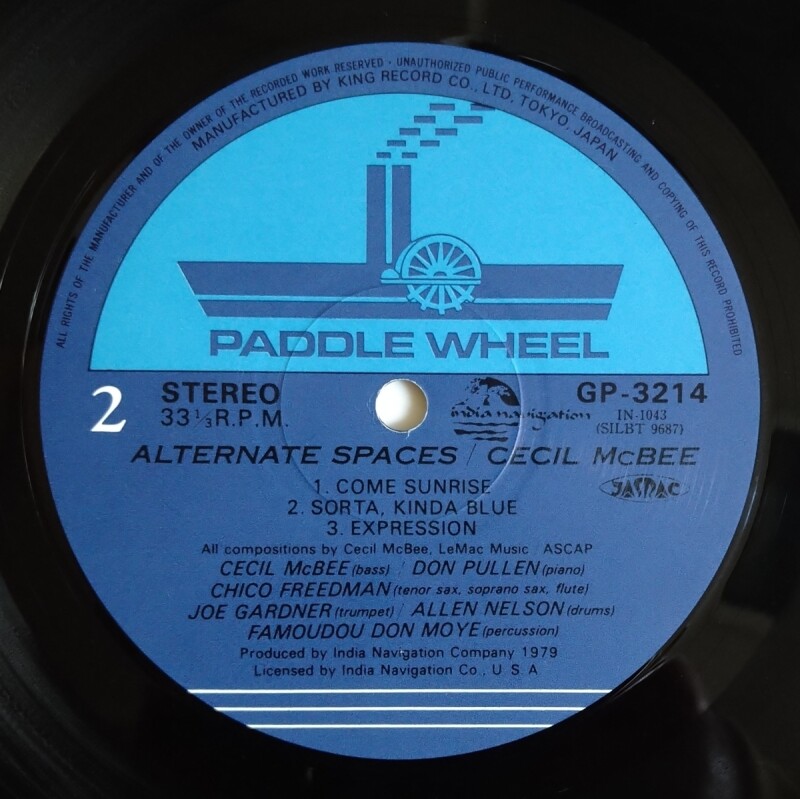 ALL RIGHTS OF THE MANUFACTURER AND OF THE OWNER OF THE RECORDED WORK RESERVED · UNAUTHORIZED PUBLIC PERFORMANCE BROADCASTING AND COPYING OF THIS RECORD PROHIBITED
MANUFACTURED BY KING RECORD CO., LTD. TOKYO, JAPAN
PADDLE WHEEL
2 STEREO
33 1/3 R.P.M.
india navigation
GP-3214
IN-1043
(SILBT 9687)
ALTERNATE SPACES / CECIL McBEE
JASRAC
1. COME SUNRISE
2. SORTA, KINDA BLUE
3. EXPRESSION
All compositions by Cecil McBee, LeMac Music / ASCAP
CECIL McBEE (bass) / DON PULLEN (piano)
CHICO FREEDMAN (tenor sax, soprano sax, flute)
JOE GARDNER (trumpet) / ALLEN NELSON (drums)
FAMOUDOU DON MOYE (percussion)
Produced by India Navigation Company 1979
Licensed by India Navigation Co., U S A